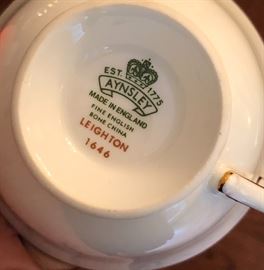 EST. 1775
AYNSLEY
MADE IN ENGLAND
FINE ENGLISH
BONE CHINA
LEIGHTON
1646